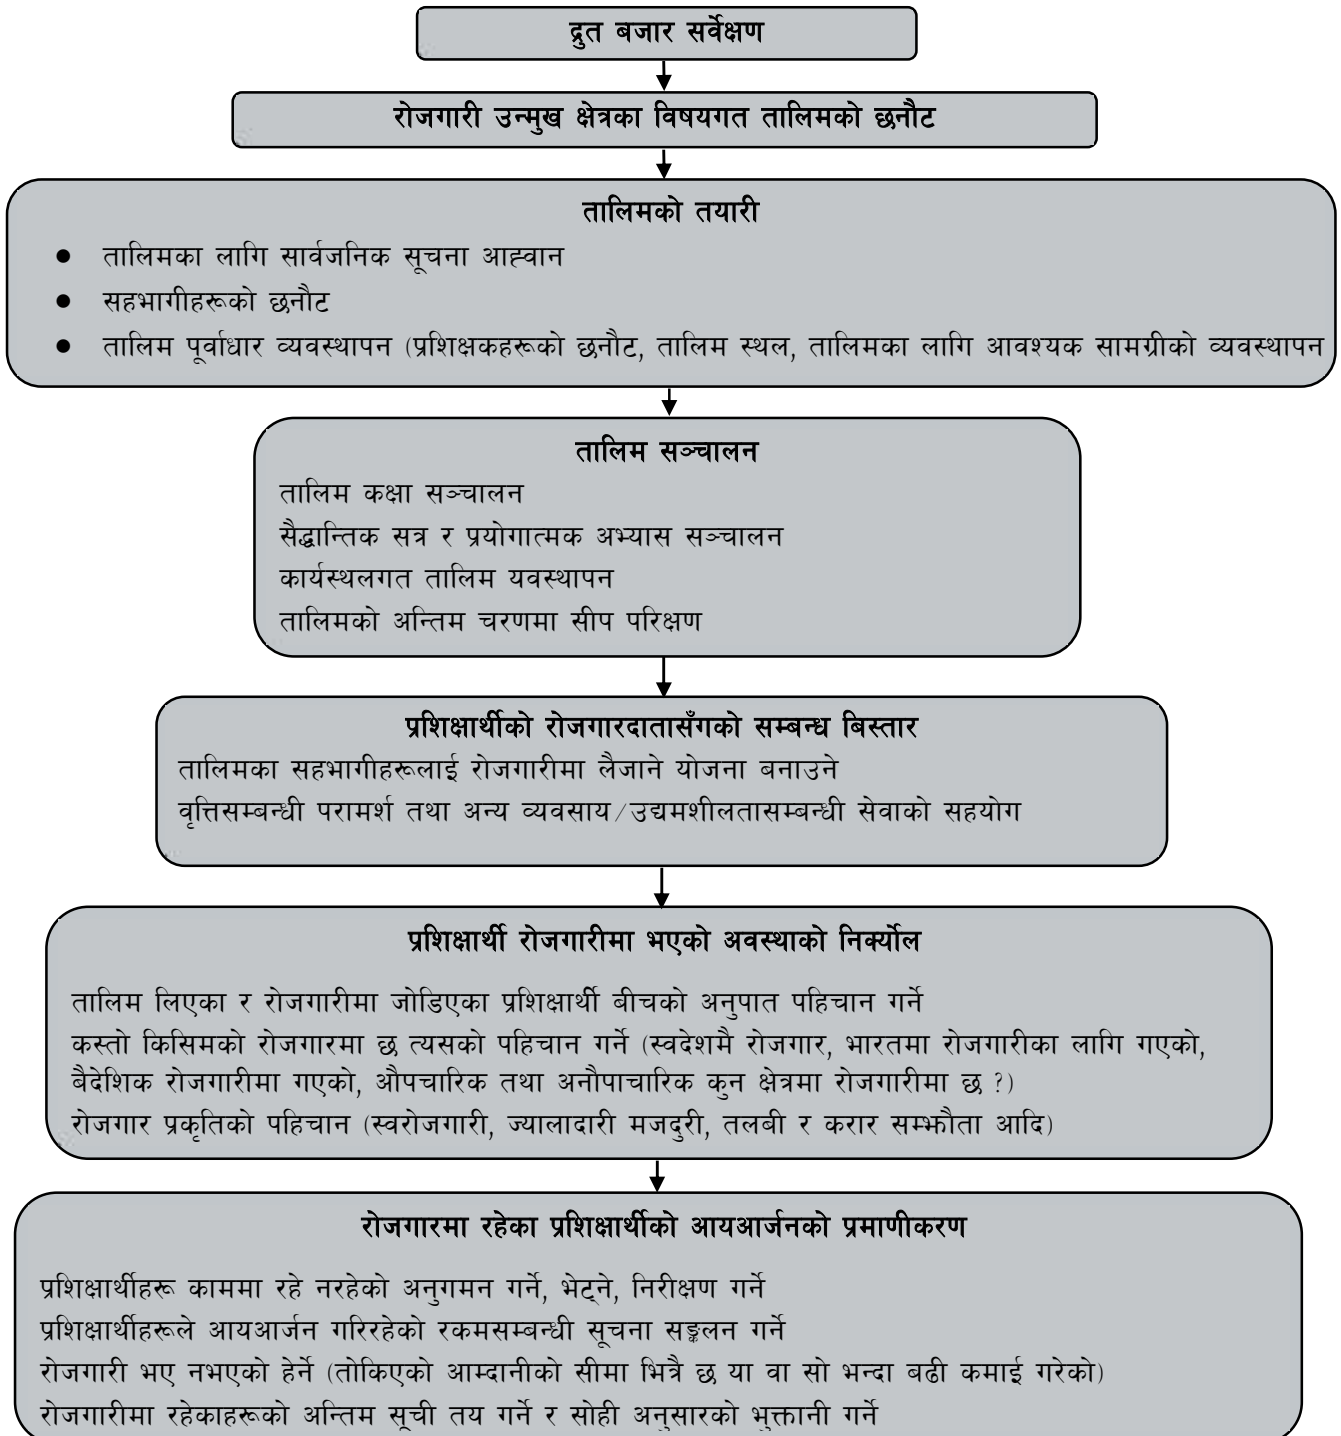 द्रुत बजार सर्वेक्षण
रोजगारी उन्मुख क्षेत्रका विषयगत तालिमको छनौट
तालिमको तयारी
● तालिमका लागि सार्वजनिक सूचना आह्वान
● सहभागीहरूको छनौट
● तालिम पूर्वाधार व्यवस्थापन (प्रशिक्षकहरूको छनौट, तालिम स्थल, तालिमका लागि आवश्यक सामग्रीको व्यवस्थापन
तालिम सञ्चालन
तालिम कक्षा सञ्चालन
सैद्धान्तिक सत्र र प्रयोगात्मक अभ्यास सञ्चालन
कार्यस्थलगत तालिम यवस्थापन
तालिमको अन्तिम चरणमा सीप परिक्षण
प्रशिक्षार्थीको रोजगारदातासँगको सम्बन्ध बिस्तार
तालिमका सहभागीहरूलाई रोजगारीमा लैजाने योजना बनाउने
वृत्तिसम्बन्धी परामर्श तथा अन्य व्यवसाय/उद्यमशीलतासम्बन्धी सेवाको सहयोग
प्रशिक्षार्थी रोजगारीमा भएको अवस्थाको निर्क्योल
तालिम लिएका र रोजगारीमा जोडिएका प्रशिक्षार्थी बीचको अनुपात पहिचान गर्ने
कस्तो किसिमको रोजगारमा छ त्यसको पहिचान गर्ने (स्वदेशमै रोजगार, भारतमा रोजगारीका लागि गएको,
बैदेशिक रोजगारीमा गएको, औपचारिक तथा अनौपाचारिक कुन क्षेत्रमा रोजगारीमा छ ?)
रोजगार प्रकृतिको पहिचान (स्वरोजगारी, ज्यालादारी मजदुरी, तलबी र करार सम्झौता आदि)
रोजगारमा रहेका प्रशिक्षार्थीको आयआर्जनको प्रमाणीकरण
प्रशिक्षार्थीहरू काममा रहे नरहेको अनुगमन गर्ने, भेट्ने, निरीक्षण गर्ने
प्रशिक्षार्थीहरूले आयआर्जन गरिरहेको रकमसम्बन्धी सूचना सङ्कलन गर्ने
रोजगारी भए नभएको हेर्ने (तोकिएको आम्दानीको सीमा भित्रै छ या वा सो भन्दा बढी कमाई गरेको)
रोजगारीमा रहेकाहरूको अन्तिम सूची तय गर्ने र सोही अनुसारको भुक्तानी गर्ने